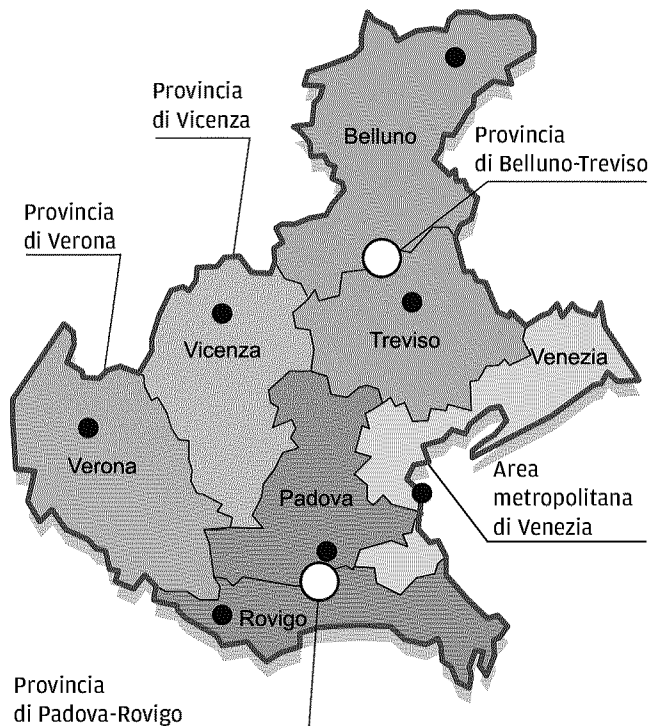 Provincia
di Vicenza
Belluno
Provincia
di Belluno-Treviso
Provincia
di Verona
Vicenza
Treviso
Venezia
Verona
Padova
Area
metropolitana
di Venezia
Rovigo
Provincia
di Padova-Rovigo